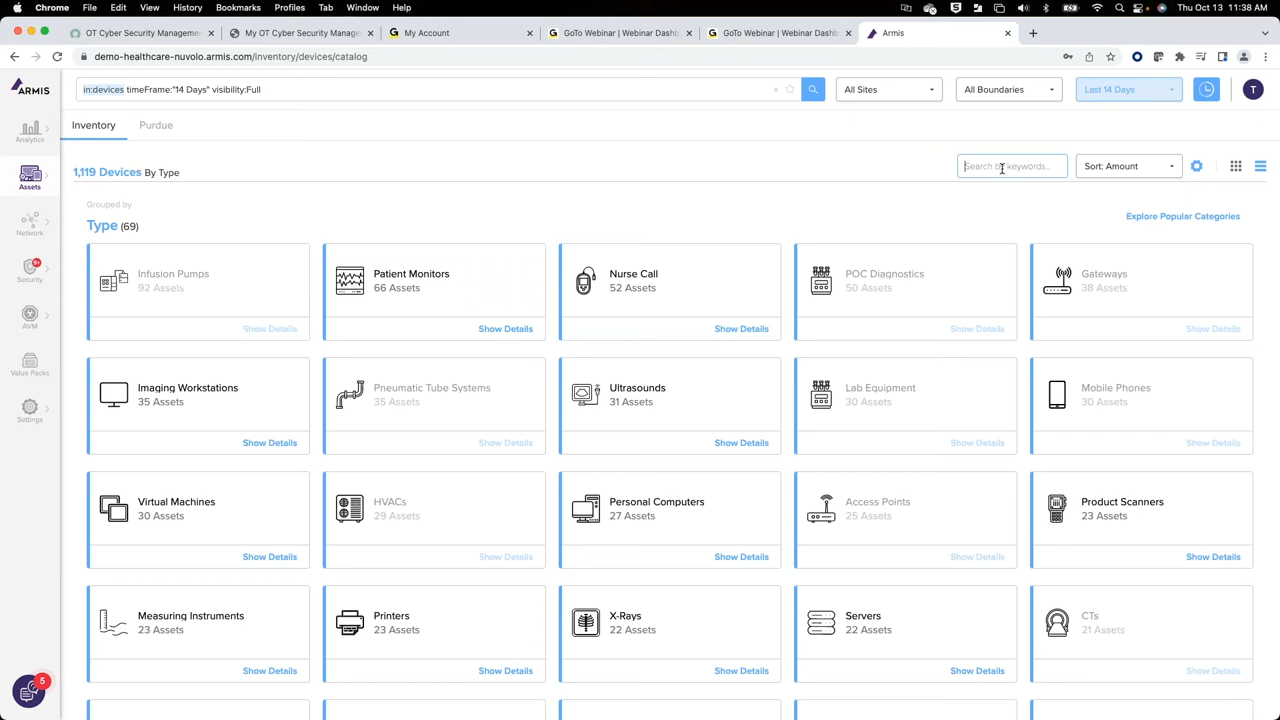 Chrome File Edit View History Bookmarks Profiles Tab Window Help Thu Oct 13 11:38 AM
OT Cyber Security Manageme
My OT Cyber Security Manage
My Account
GoTo Webinar | Webinar Dashb
GoTo Webinar | Webinar Dashb
Armis
demo-healthcare-nuvolo.armis.com/inventory/devices/catalog
ARMIS
in:devices timeFrame:"14 Days" visibility:Full
All Sites
All Boundaries
Last 14 Days
T
Analytics
Assets
Network
9+
Security
AVM
Value Packs
Settings
5
Inventory Purdue
1,119 Devices By Type
Search by keywords...
Sort: Amount
Grouped by
Type (69)
Explore Popular Categories
Infusion Pumps
92 Assets
Show Details
Patient Monitors
66 Assets
Show Details
Nurse Call
52 Assets
Show Details
POC Diagnostics
50 Assets
Show Details
Gateways
38 Assets
Show Details
Imaging Workstations
35 Assets
Show Details
Pneumatic Tube Systems
35 Assets
Show Details
Ultrasounds
31 Assets
Show Details
Lab Equipment
30 Assets
Show Details
Mobile Phones
30 Assets
Show Details
Virtual Machines
30 Assets
Show Details
HVACs
29 Assets
Show Details
Personal Computers
27 Assets
Show Details
Access Points
25 Assets
Show Details
Product Scanners
23 Assets
Show Details
Measuring Instruments
23 Assets
Show Details
Printers
23 Assets
Show Details
X-Rays
22 Assets
Show Details
Servers
22 Assets
Show Details
CTs
21 Assets
Show Details